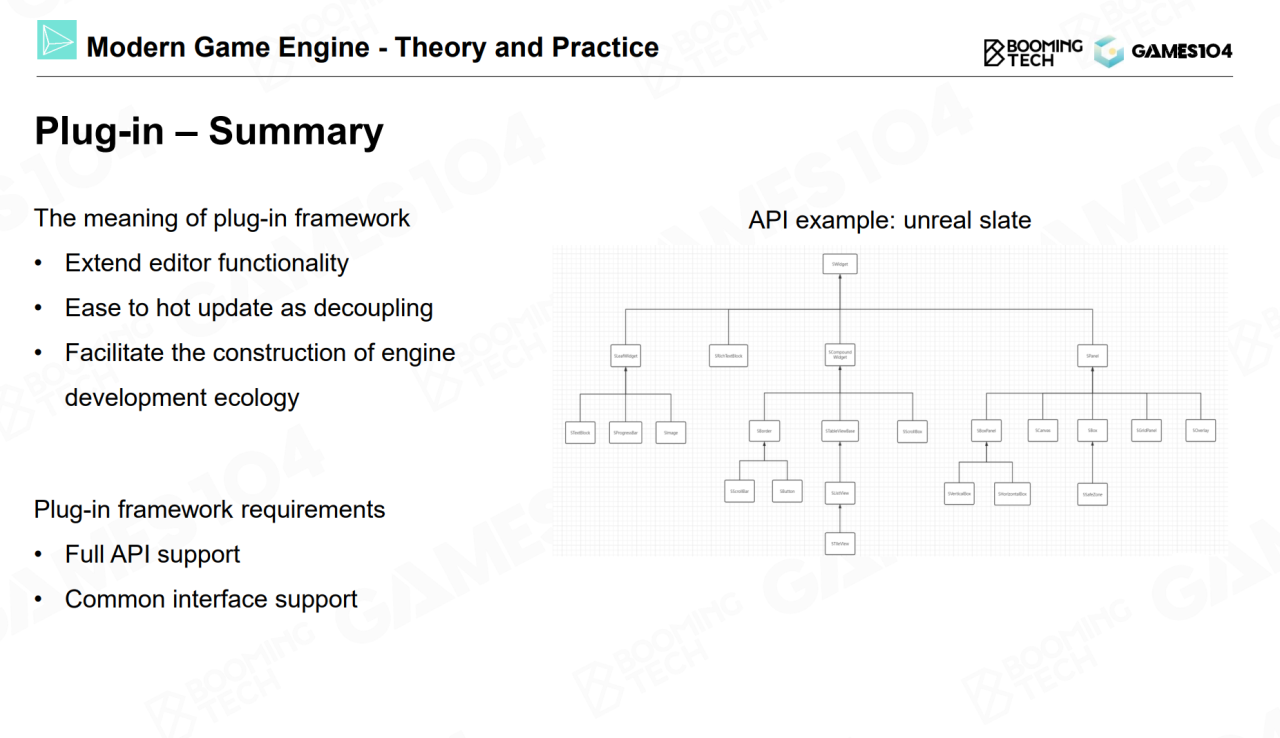 Modern Game Engine - Theory and Practice
BOOMING
TECH
GAMES104
Plug-in – Summary
The meaning of plug-in framework
• Extend editor functionality
• Ease to hot update as decoupling
• Facilitate the construction of engine
development ecology
Plug-in framework requirements
• Full API support
• Common interface support
API example: unreal slate
SWidget
SLeafWidget
SRichTextBlock
SCompound
Widget
SPanel
STextBlock
SProgressBar
SImage
SBorder
STableViewBase
SScrollBox
SBoxPanel
SCanvas
SBox
SGridPanel
SOverlay
SScrollBar
SButton
SListView
SVerticalBox
SHorizontalBox
SSafeZone
STileView